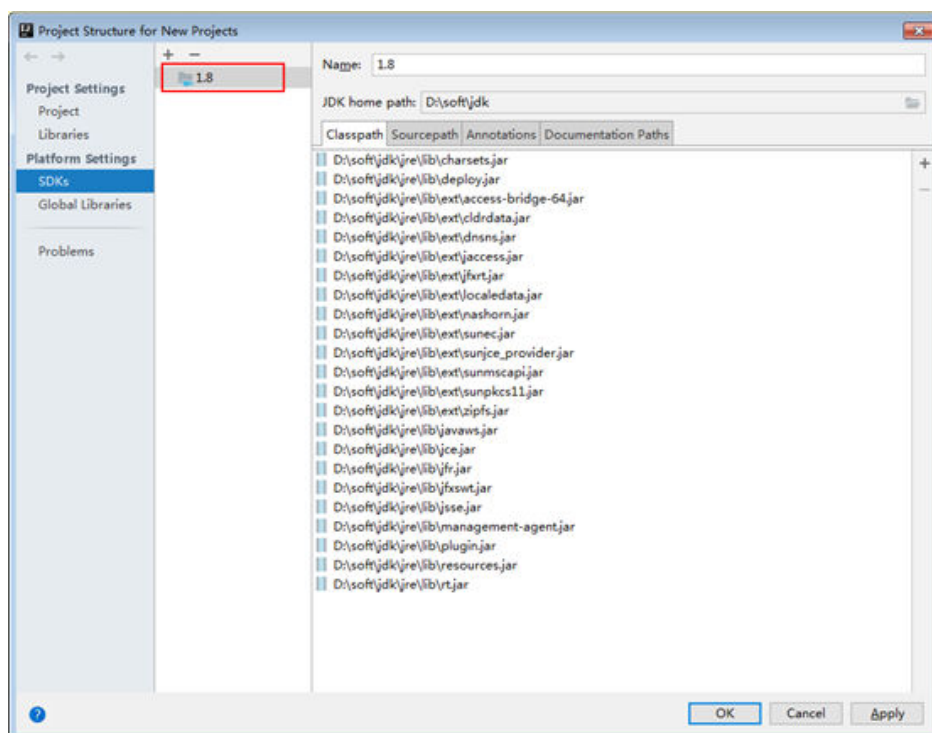 Project Structure for New Projects
Project Settings
Project
Libraries
Platform Settings
SDKs
Global Libraries
Problems
1.8
Name: 1.8
JDK home path: D:\soft\jdk
Classpath Sourcepath Annotations Documentation Paths
D:\soft\jdk\jre\lib\charsets.jar
D:\soft\jdk\jre\lib\deploy.jar
D:\soft\jdk\jre\lib\ext\access-bridge-64.jar
D:\soft\jdk\jre\lib\ext\cldrdata.jar
D:\soft\jdk\jre\lib\ext\dnsns.jar
D:\soft\jdk\jre\lib\ext\jaccess.jar
D:\soft\jdk\jre\lib\ext\jfxrt.jar
D:\soft\jdk\jre\lib\ext\localedata.jar
D:\soft\jdk\jre\lib\ext\nashorn.jar
D:\soft\jdk\jre\lib\ext\sunec.jar
D:\soft\jdk\jre\lib\ext\sunjce_provider.jar
D:\soft\jdk\jre\lib\ext\sunmscapi.jar
D:\soft\jdk\jre\lib\ext\sunpkcs11.jar
D:\soft\jdk\jre\lib\ext\zipfs.jar
D:\soft\jdk\jre\lib\javaws.jar
D:\soft\jdk\jre\lib\jce.jar
D:\soft\jdk\jre\lib\jfr.jar
D:\soft\jdk\jre\lib\jfxswt.jar
D:\soft\jdk\jre\lib\jsse.jar
D:\soft\jdk\jre\lib\management-agent.jar
D:\soft\jdk\jre\lib\plugin.jar
D:\soft\jdk\jre\lib\resources.jar
D:\soft\jdk\jre\lib\rt.jar
OK Cancel Apply